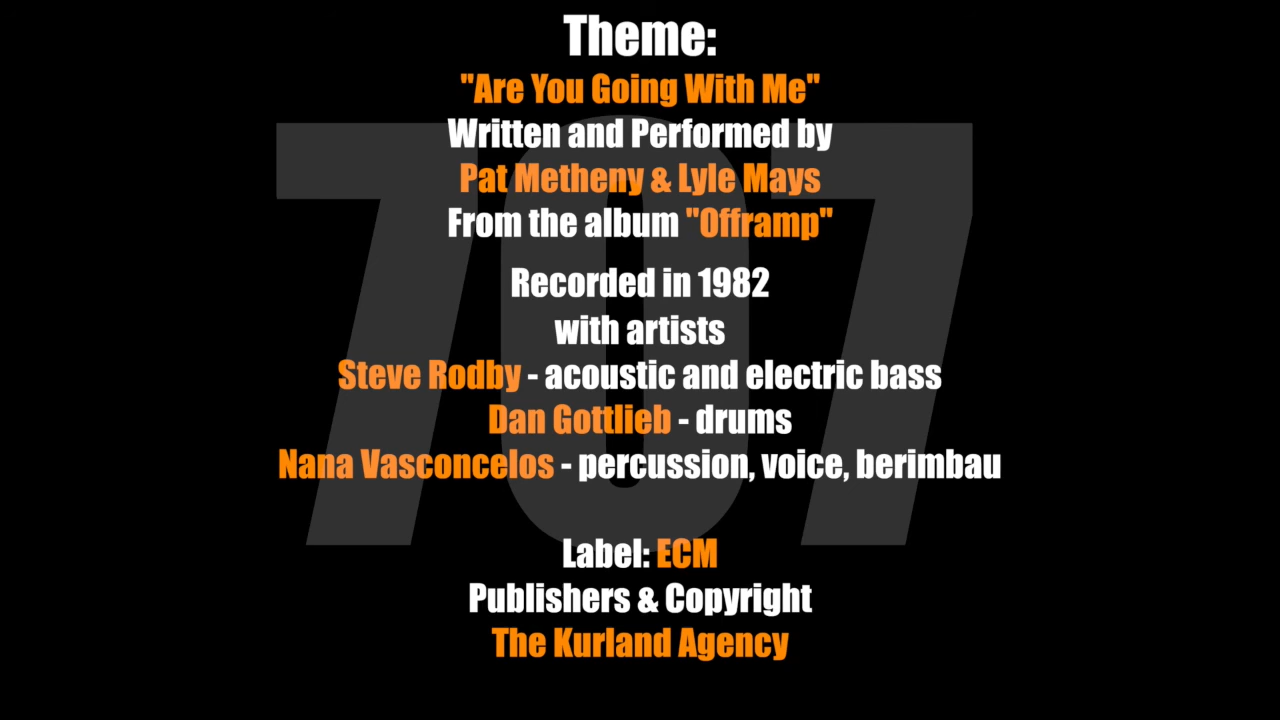 Theme:
"Are You Going With Me"
Written and Performed by
Pat Metheny & Lyle Mays
From the album "Offramp"
Recorded in 1982
with artists
Steve Rodby - acoustic and electric bass
Dan Gottlieb - drums
Nana Vasconcelos - percussion, voice, berimbau
Label: ECM
Publishers & Copyright
The Kurland Agency
707